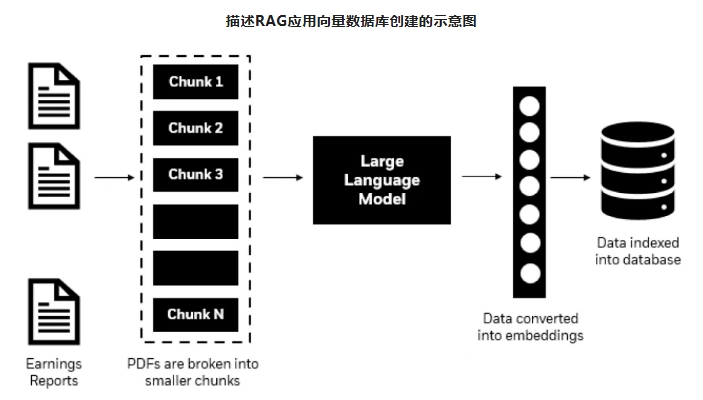 描述RAG应用向量数据库创建的示意图
Chunk 1
Chunk 2
Chunk 3
Chunk N
Large
Language
Model
Earnings
Reports
PDFs are broken into
smaller chunks
Data converted
into embeddings
Data indexed
into database